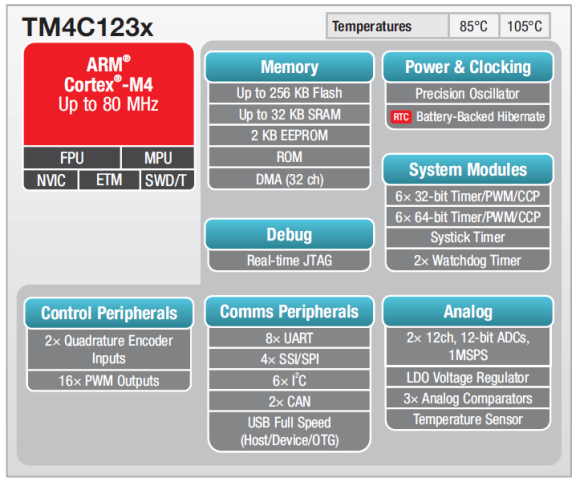 TM4C123x
Temperatures 85°C 105°C
ARM®
Cortex®-M4
Up to 80 MHz
FPU MPU
NVIC ETM SWD/T
Memory
Up to 256 KB Flash
Up to 32 KB SRAM
2 KB EEPROM
ROM
DMA (32 ch)
Power & Clocking
Precision Oscillator
RTC Battery-Backed Hibernate
System Modules
6× 32-bit Timer/PWM/CCP
6× 64-bit Timer/PWM/CCP
Systick Timer
2× Watchdog Timer
Debug
Real-time JTAG
Control Peripherals
2× Quadrature Encoder
Inputs
16× PWM Outputs
Comms Peripherals
8× UART
4× SSI/SPI
6× I²C
2× CAN
USB Full Speed
(Host/Device/OTG)
Analog
2× 12ch, 12-bit ADCs,
1MSPS
LDO Voltage Regulator
3× Analog Comparators
Temperature Sensor